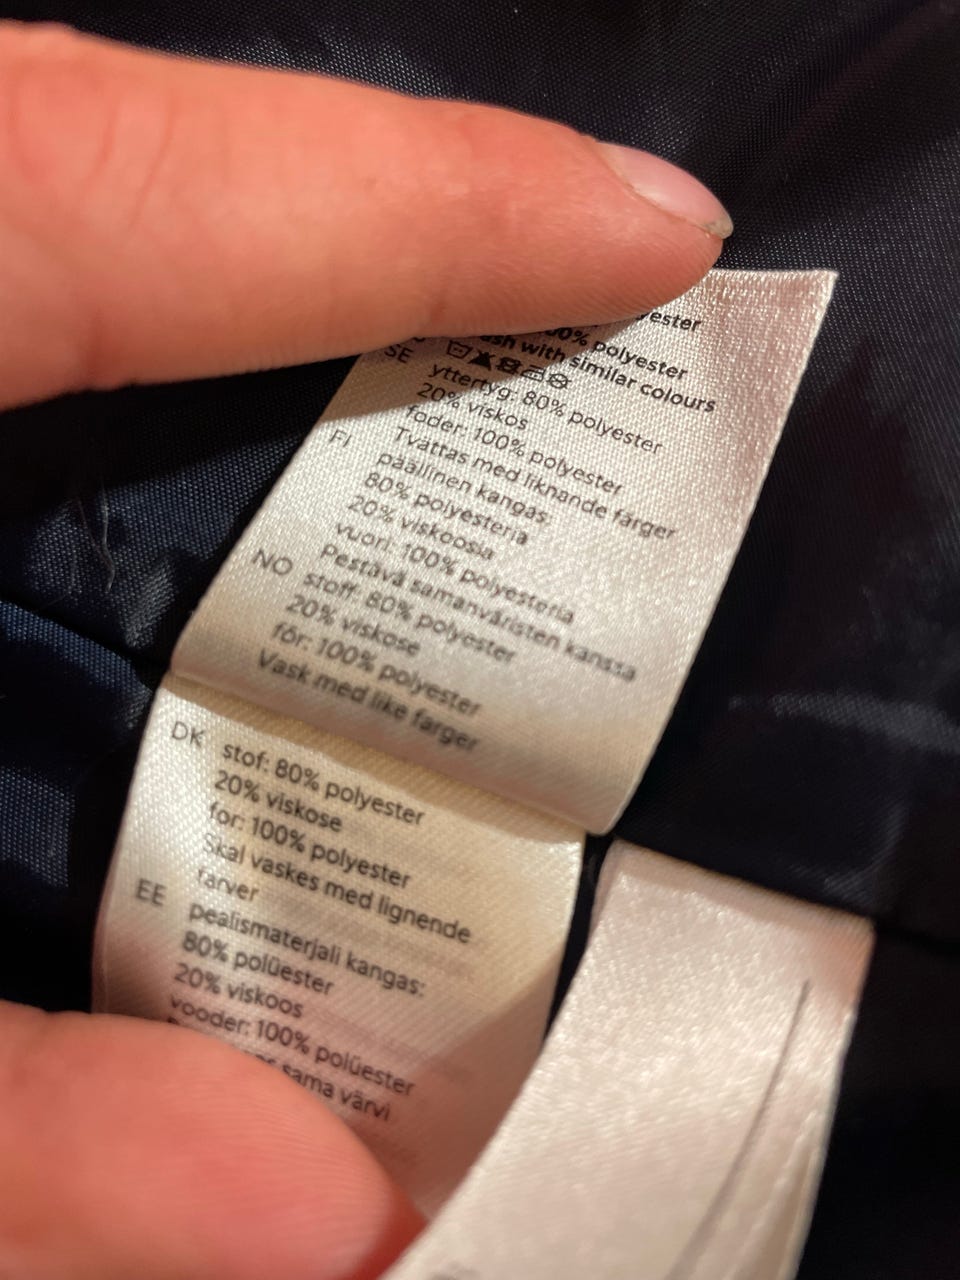 yester
polyester
with similar colours
SE
yttertyg: 80% polyester
20% viskos
foder: 100% polyester
Tvättas med liknande färger
FI
päällinen kangas:
80% polyesteria
20% viskoosia
vuori: 100% polyesteria
Pestävä samanväristen kanssa
NO
stoff: 80% polyester
20% viskose
fôr: 100% polyester
Vask med like farger
DK
stof: 80% polyester
20% viskose
for: 100% polyester
Skal vaskes med lignende
farver
EE
pealismaterjali kangas:
80% polüester
20% viskoos
vooder: 100% polüester
sama värvi